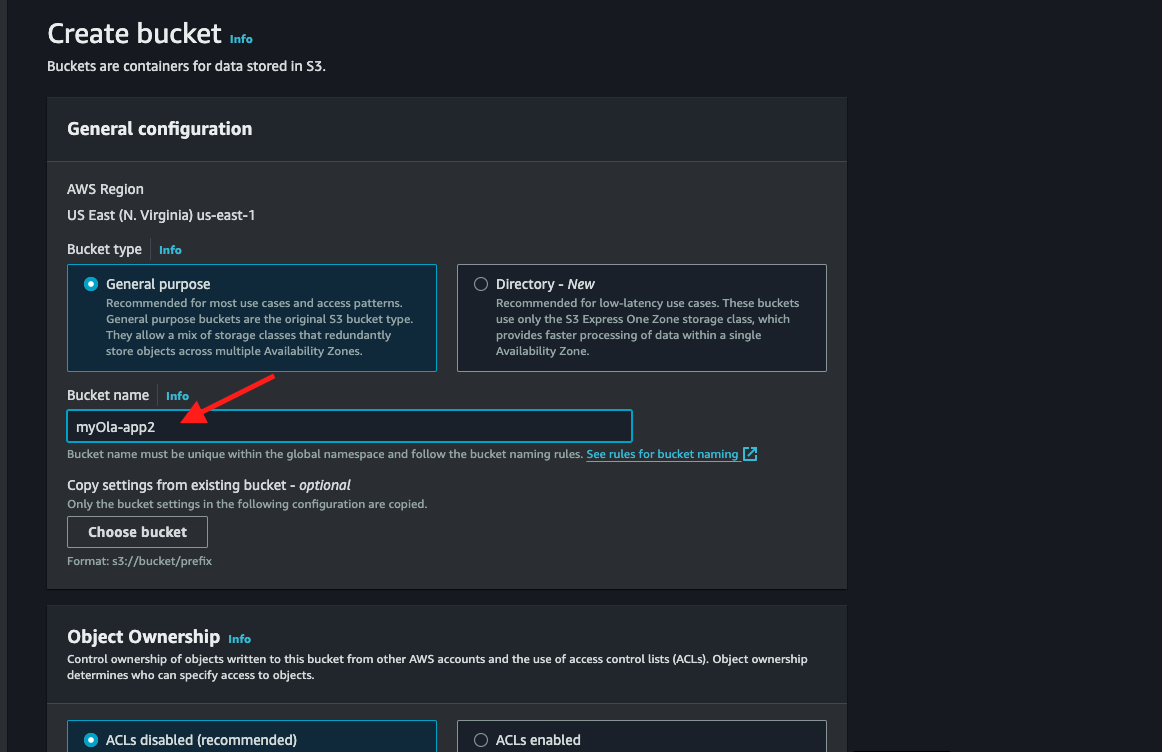 Create bucket Info
Buckets are containers for data stored in S3.
General configuration
AWS Region
US East (N. Virginia) us-east-1
Bucket type Info
General purpose
Recommended for most use cases and access patterns.
General purpose buckets are the original S3 bucket type.
They allow a mix of storage classes that redundantly
store objects across multiple Availability Zones.
Directory - New
Recommended for low-latency use cases. These buckets
use only the S3 Express One Zone storage class, which
provides faster processing of data within a single
Availability Zone.
Bucket name Info
myOla-app2
Bucket name must be unique within the global namespace and follow the bucket naming rules. See rules for bucket naming
Copy settings from existing bucket - optional
Only the bucket settings in the following configuration are copied.
Choose bucket
Format: s3://bucket/prefix
Object Ownership Info
Control ownership of objects written to this bucket from other AWS accounts and the use of access control lists (ACLs). Object ownership
determines who can specify access to objects.
ACLs disabled (recommended)
ACLs enabled